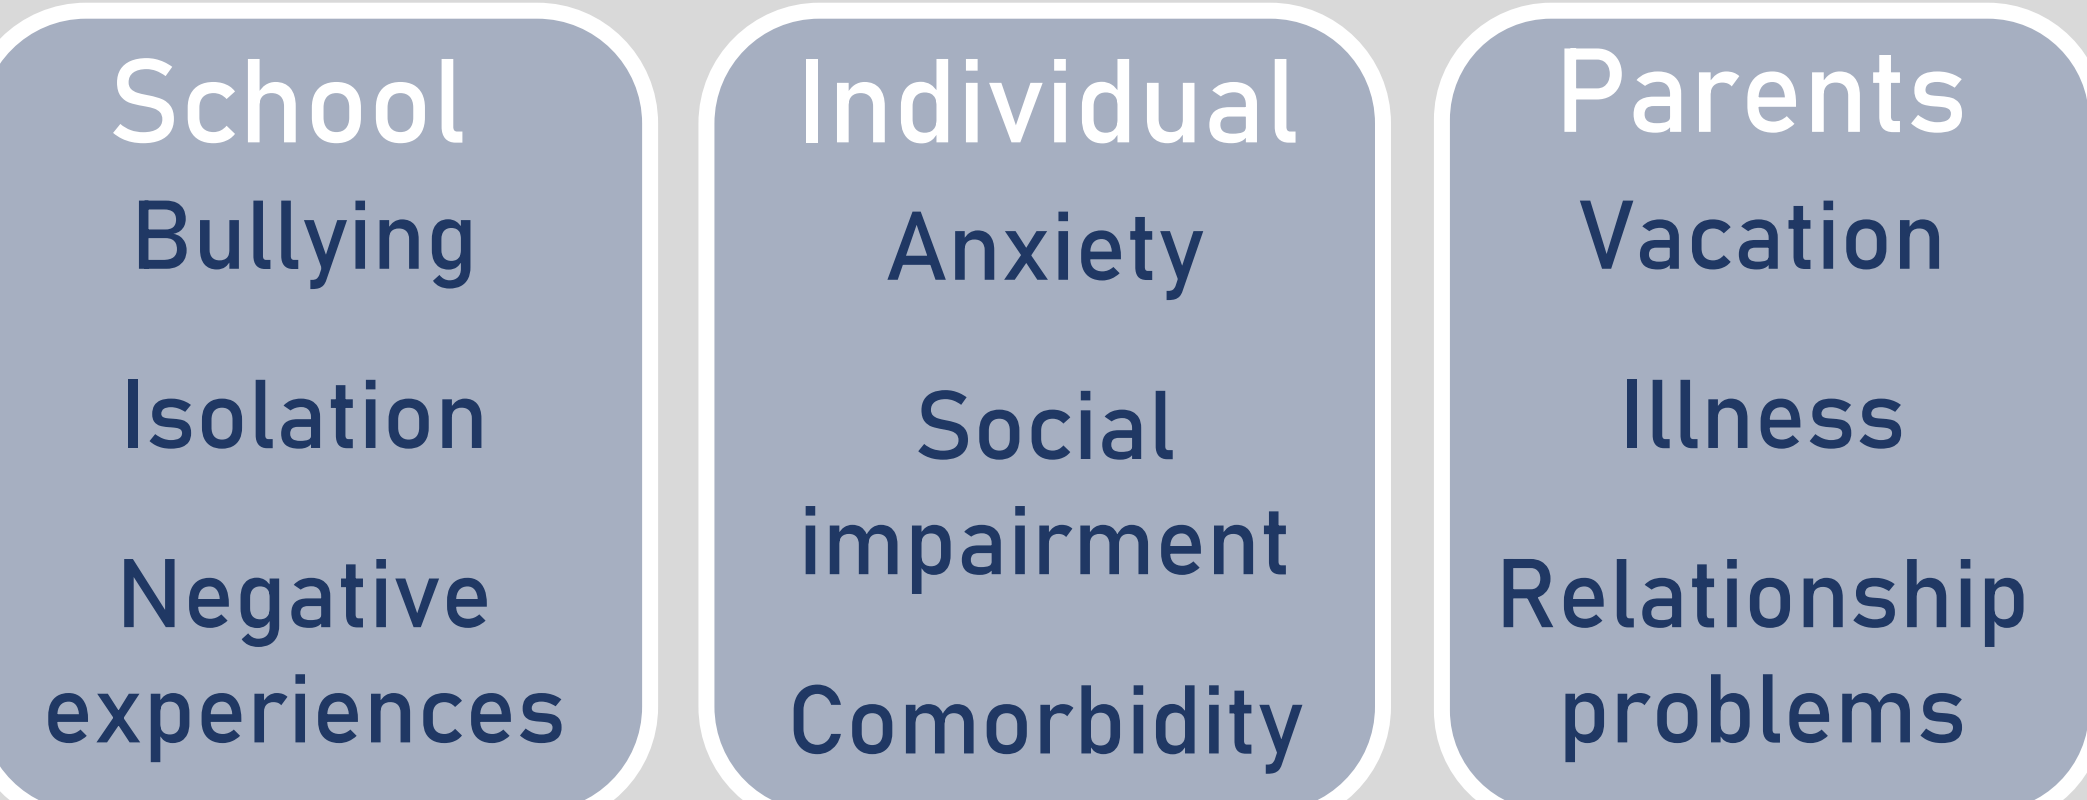 School
Bullying
Isolation
Negative
experiences
Individual
Anxiety
Social
impairment
Comorbidity
Parents
Vacation
Illness
Relationship
problems